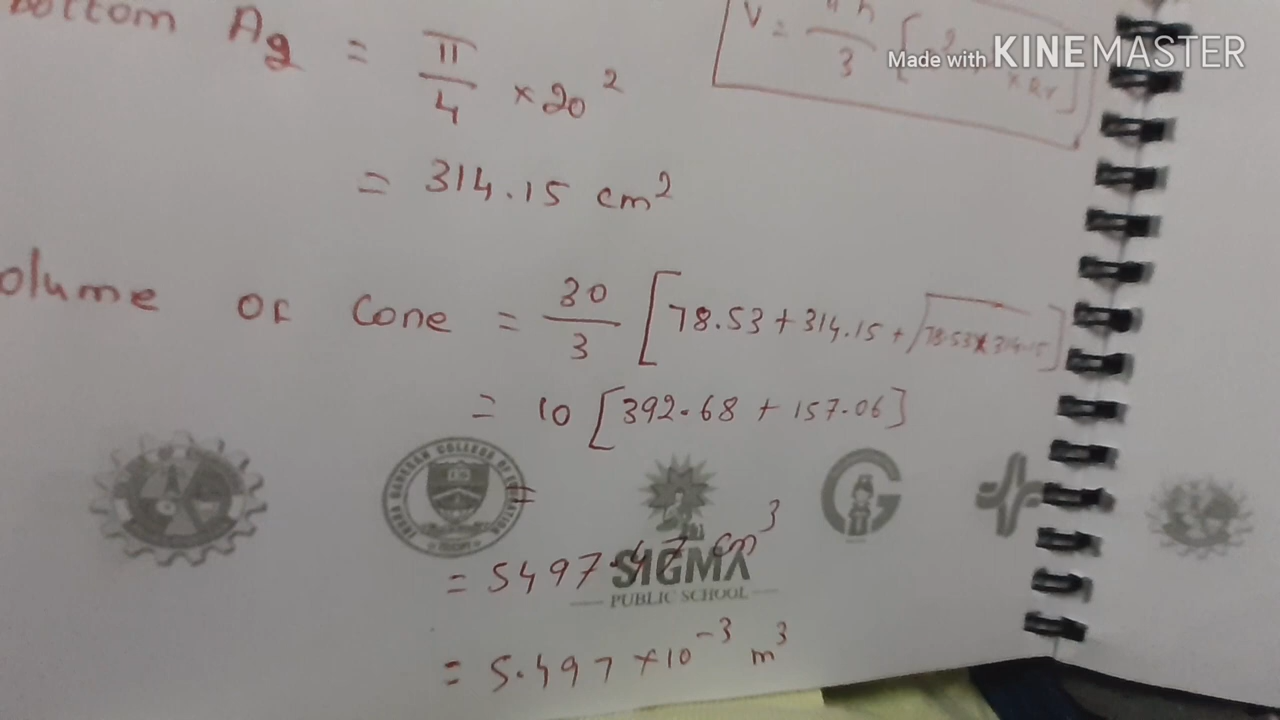 bottom A2 = π/4 × 20²
V = πh/3 [
Made with KINEMASTER
= 314.15 cm²
olume of Cone = 30/3 [78.53 + 314.15 + √78.53×314.15]
= 10 [392.68 + 157.06]
=
= 5497.47 cm³
SIGMA
PUBLIC SCHOOL
= 5.497 × 10⁻³ m³